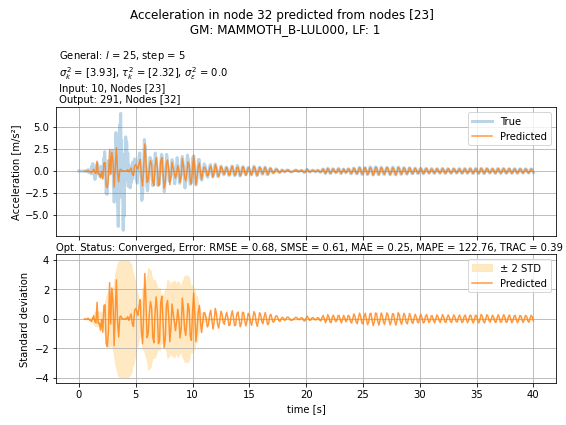 Acceleration in node 32 predicted from nodes [23]
GM: MAMMOTH_B-LUL000, LF: 1
General: l = 25, step = 5
σ²ₖ = [3.93], τ²ₖ = [2.32], σ²ε = 0.0
Input: 10, Nodes [23]
Output: 291, Nodes [32]
Acceleration [m/s²]
5.0
2.5
0.0
−2.5
−5.0
True
Predicted
Opt. Status: Converged, Error: RMSE = 0.68, SMSE = 0.61, MAE = 0.25, MAPE = 122.76, TRAC = 0.39
Standard deviation
4
2
0
−2
−4
± 2 STD
Predicted
0 5 10 15 20 25 30 35 40
time [s]